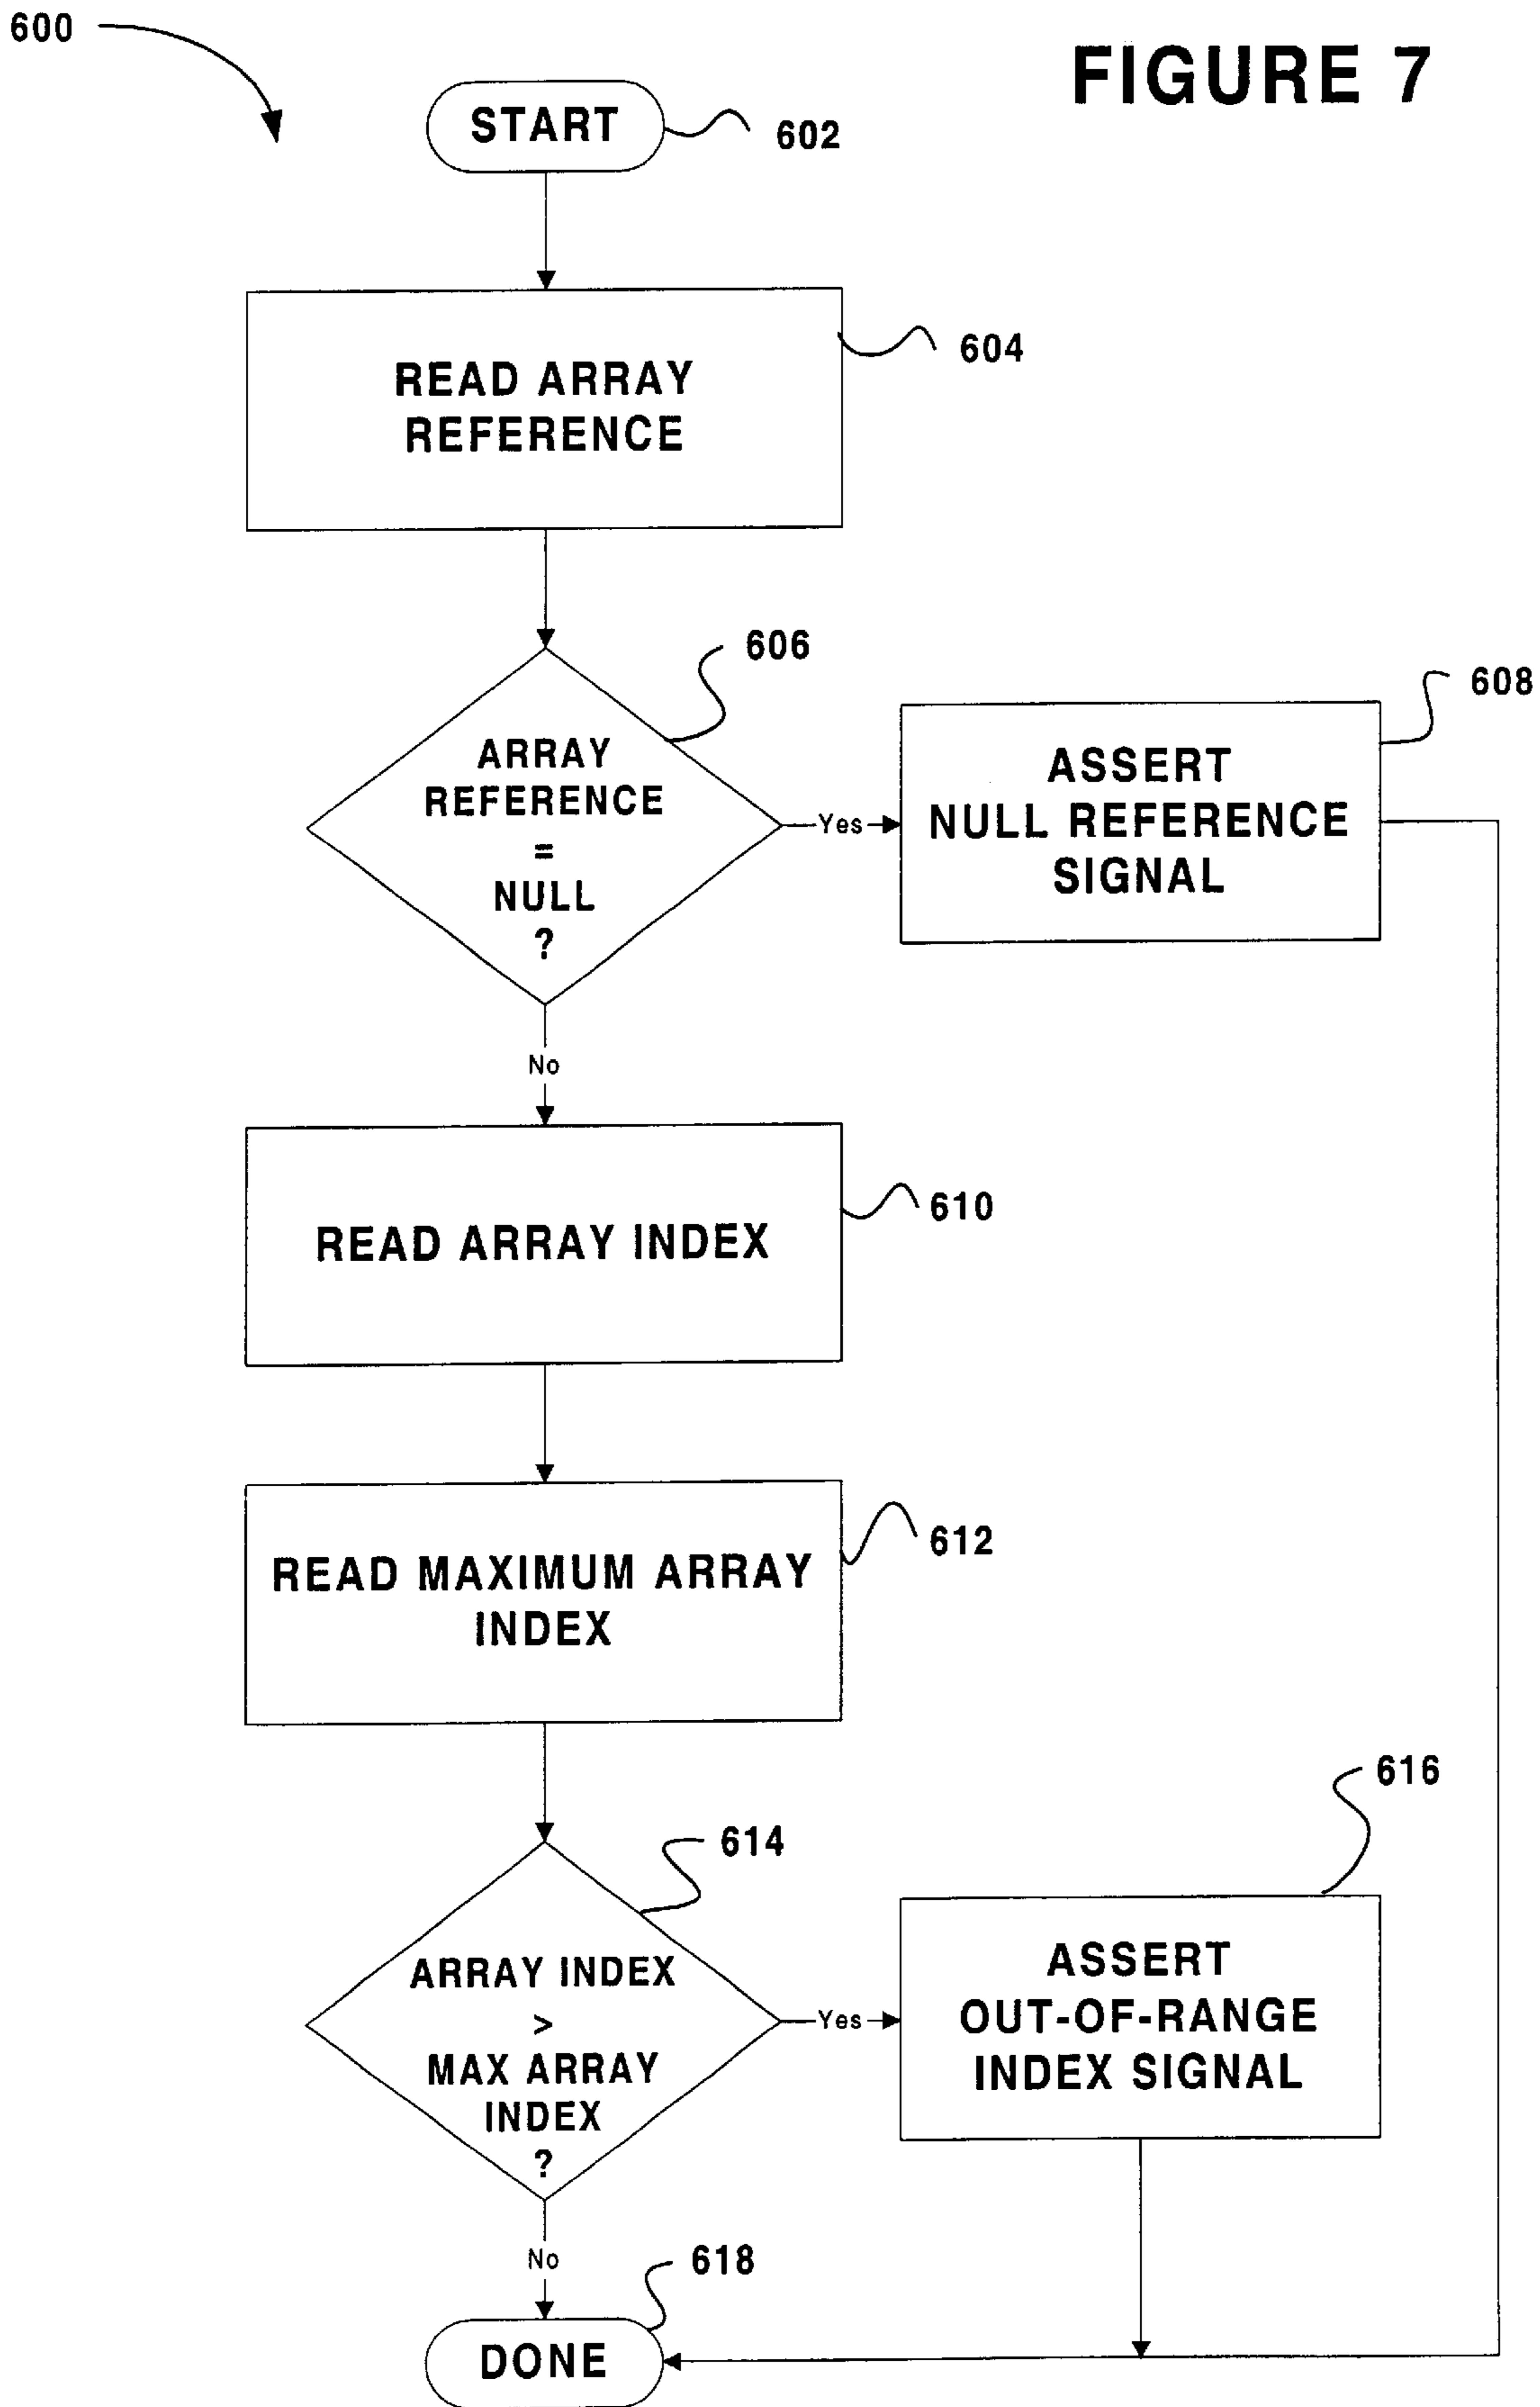 600
FIGURE 7
START
602
READ ARRAY
REFERENCE
604
606
ARRAY
REFERENCE
=
NULL
?
Yes
608
ASSERT
NULL REFERENCE
SIGNAL
No
READ ARRAY INDEX
610
READ MAXIMUM ARRAY
INDEX
612
614
ARRAY INDEX
>
MAX ARRAY
INDEX
?
Yes
616
ASSERT
OUT-OF-RANGE
INDEX SIGNAL
No
618
DONE